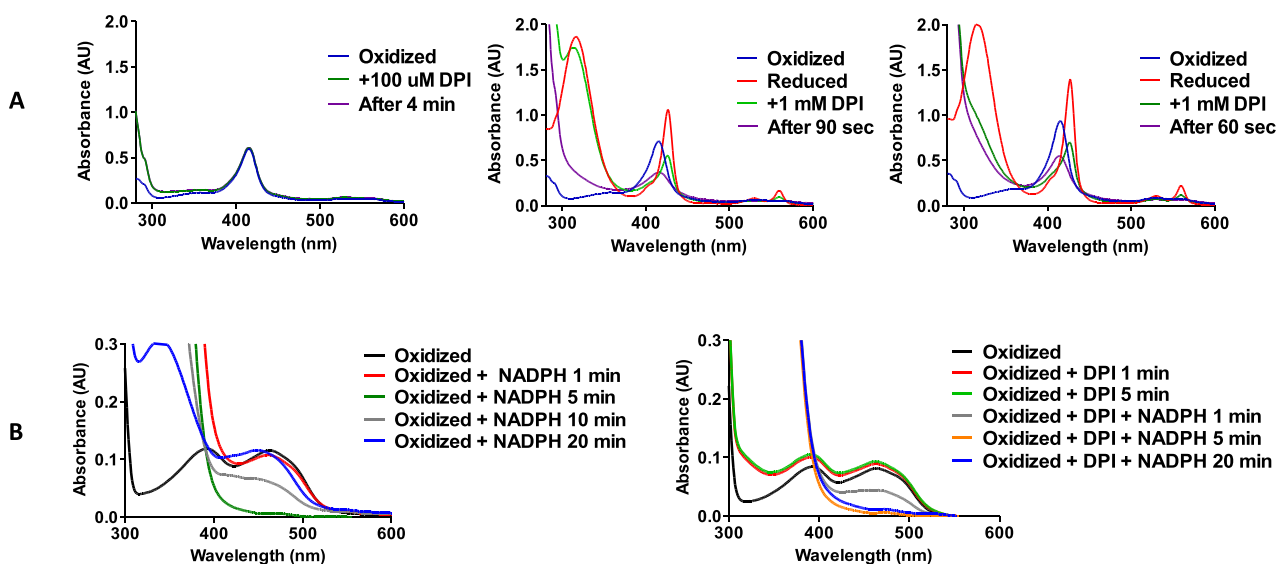 A
2.0
1.5
1.0
0.5
0.0
Absorbance (AU)
300
400
500
600
Wavelength (nm)
Oxidized
+100 uM DPI
After 4 min
2.0
1.5
1.0
0.5
0.0
Absorbance (AU)
300
400
500
600
Wavelength (nm)
Oxidized
Reduced
+1 mM DPI
After 90 sec
2.0
1.5
1.0
0.5
0.0
Absorbance (AU)
300
400
500
600
Wavelength (nm)
Oxidized
Reduced
+1 mM DPI
After 60 sec
B
0.3
0.2
0.1
0.0
Absorbance (AU)
300
400
500
600
Wavelength (nm)
Oxidized
Oxidized + NADPH 1 min
Oxidized + NADPH 5 min
Oxidized + NADPH 10 min
Oxidized + NADPH 20 min
0.3
0.2
0.1
0.0
Absorbance (AU)
300
400
500
600
Wavelength (nm)
Oxidized
Oxidized + DPI 1 min
Oxidized + DPI 5 min
Oxidized + DPI + NADPH 1 min
Oxidized + DPI + NADPH 5 min
Oxidized + DPI + NADPH 20 min